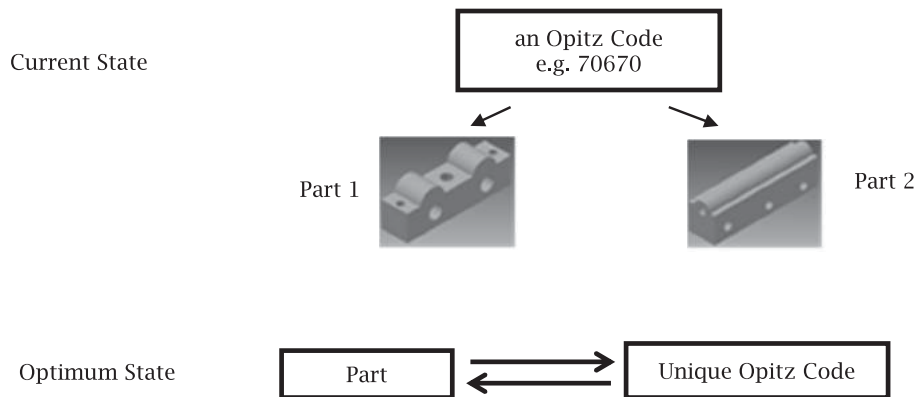 Current State
an Opitz Code
e.g. 70670
Part 1
Part 2
Optimum State
Part
Unique Opitz Code